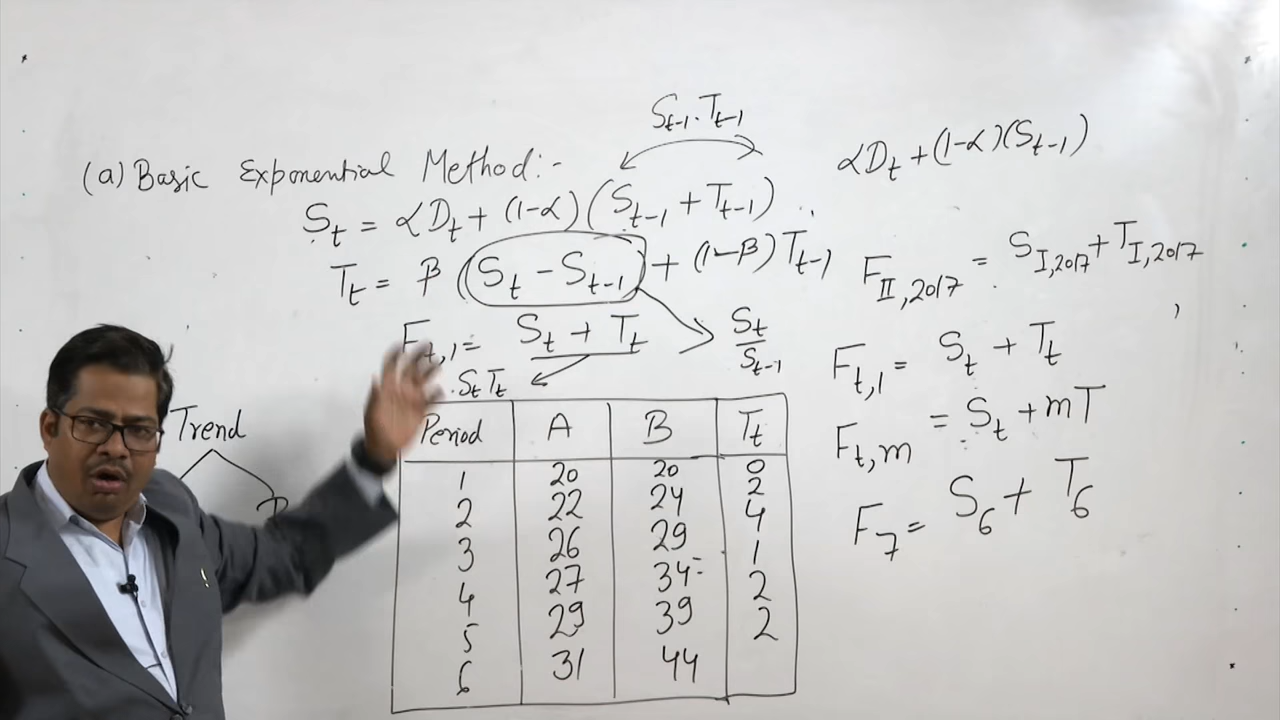 S_{t-1} · T_{t-1}
αD_t + (1-α)(S_{t-1})
(a) Basic Exponential Method:-
S_t = αD_t + (1-α)(S_{t-1} + T_{t-1})
T_t = β (S_t - S_{t-1}) + (1-β) T_{t-1}
F_{II,2017} = S_{I,2017} + T_{I,2017}
F_{t,1} = S_t + T_t
S_t / S_{t-1}
F_{t,1} = S_t + T_t
S_t T_t
F_{t,m} = S_t + mT
F_7 = S_6 + T_6
Trend
Period A B T_t
1 20 20 0
2 22 24 2
3 26 29 4
4 27 34 1
5 29 39 2
6 31 44 2